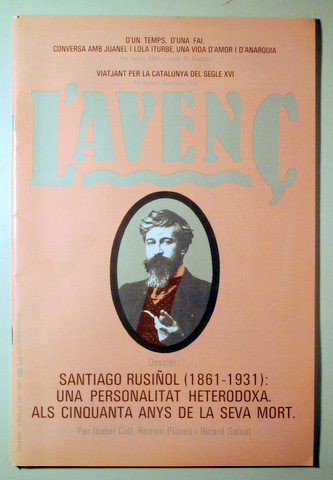 D'UN TEMPS, D'UNA FAI.
CONVERSA AMB JUANEL I LOLA ITURBE, UNA VIDA D'AMOR I D'ANARQUIA
VIATJANT PER LA CATALUNYA DEL SEGLE XVI
L'AVENÇ
Dossier:
SANTIAGO RUSIÑOL (1861-1931):
UNA PERSONALITAT HETERODOXA.
ALS CINQUANTA ANYS DE LA SEVA MORT.
Per Isabel Coll, Ramon Planes i Ricard Salvat